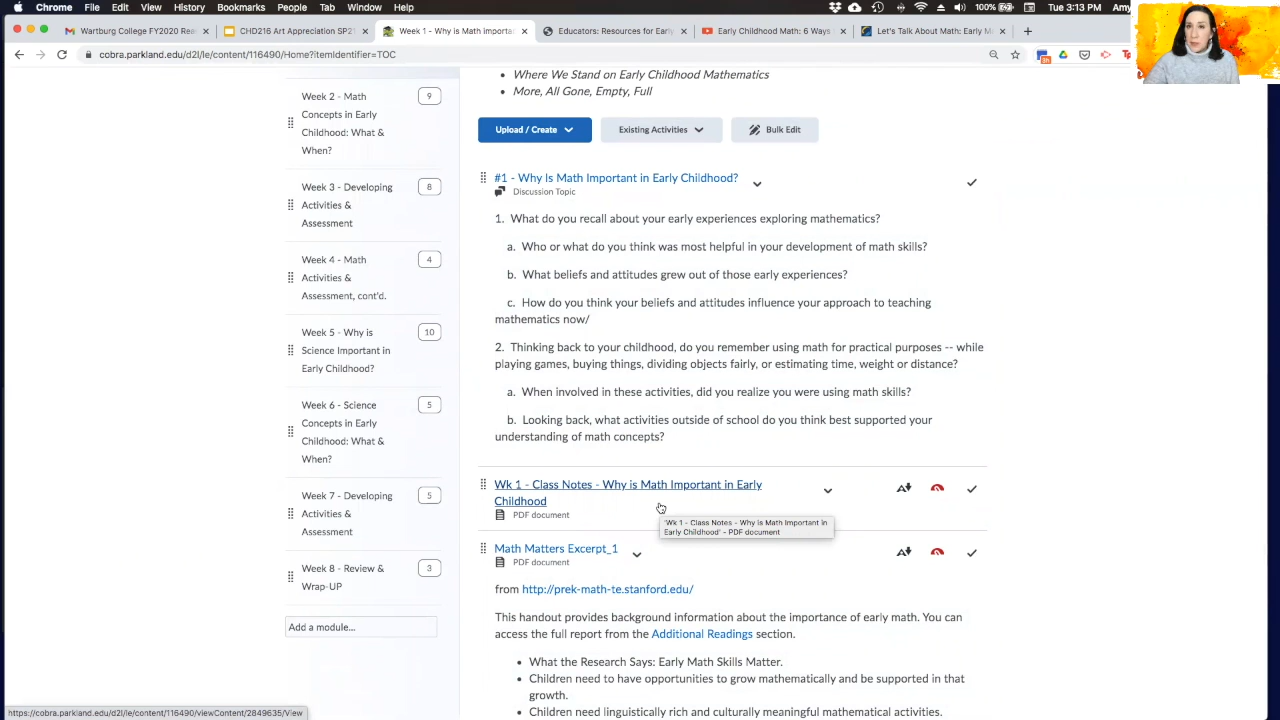 Chrome File Edit View History Bookmarks People Tab Window Help 100% Tue 3:13 PM Amy
Wartburg College FY2020 Rea
CHD216 Art Appreciation SP21
Week 1 - Why is Math importan
Educators: Resources for Early
Early Childhood Math: 6 Ways
Let's Talk About Math: Early M
cobra.parkland.edu/d2l/le/content/116490/Home?itemIdentifier=TOC
Week 2 - Math
Concepts in Early
Childhood: What &
When?
9
Week 3 - Developing
Activities &
Assessment
8
Week 4 - Math
Activities &
Assessment, cont'd.
4
Week 5 - Why is
Science Important in
Early Childhood?
10
Week 6 - Science
Concepts in Early
Childhood: What &
When?
5
Week 7 - Developing
Activities &
Assessment
5
Week 8 - Review &
Wrap-UP
3
Add a module...
• Where We Stand on Early Childhood Mathematics
• More, All Gone, Empty, Full
Upload / Create
Existing Activities
Bulk Edit
#1 - Why Is Math Important in Early Childhood?
Discussion Topic
1. What do you recall about your early experiences exploring mathematics?
a. Who or what do you think was most helpful in your development of math skills?
b. What beliefs and attitudes grew out of those early experiences?
c. How do you think your beliefs and attitudes influence your approach to teaching
mathematics now/
2. Thinking back to your childhood, do you remember using math for practical purposes -- while
playing games, buying things, dividing objects fairly, or estimating time, weight or distance?
a. When involved in these activities, did you realize you were using math skills?
b. Looking back, what activities outside of school do you think best supported your
understanding of math concepts?
Wk 1 - Class Notes - Why is Math Important in Early
Childhood
PDF document
'Wk 1 - Class Notes - Why is Math Important in
Early Childhood' - PDF document
Math Matters Excerpt_1
PDF document
from http://prek-math-te.stanford.edu/
This handout provides background information about the importance of early math. You can
access the full report from the Additional Readings section.
• What the Research Says: Early Math Skills Matter.
• Children need to have opportunities to grow mathematically and be supported in that
growth.
• Children need linguistically rich and culturally meaningful mathematical activities.
https://cobra.parkland.edu/d2l/le/content/116490/viewContent/2849635/View